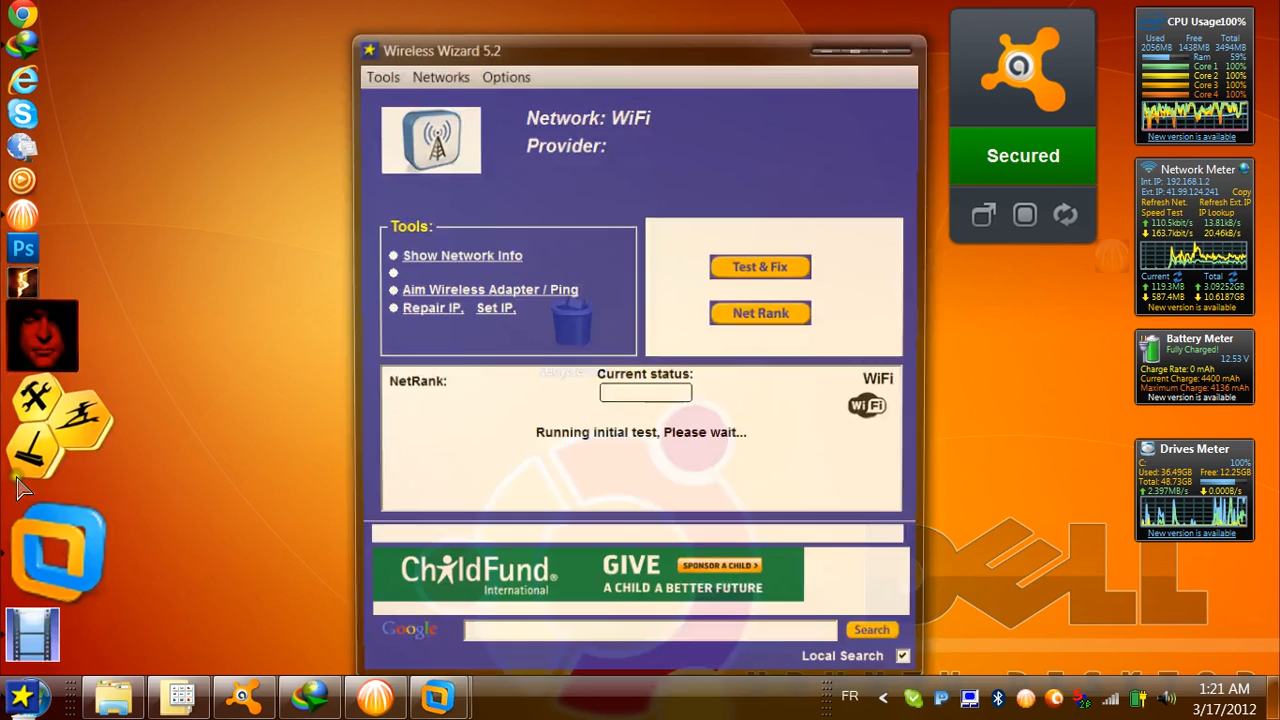 Wireless Wizard 5.2
Tools Networks Options
Network: WiFi
Provider:
Tools:
Show Network Info
Aim Wireless Adapter / Ping
Repair IP, Set IP,
Test & Fix
Net Rank
NetRank:
Current status:
WiFi
WiFi
Running initial test, Please wait...
ChildFund.
International
GIVE
SPONSOR A CHILD >
A CHILD A BETTER FUTURE
Google
Search
Local Search
Secured
CPU Usage100%
Used Free Total
2056MB 1438MB 3494MB
Ram 59%
Core 1 100%
Core 2 100%
Core 3 100%
Core 4 100%
New version is available
Network Meter
Int. IP: 192.168.1.2
Ext. IP: 41.99.124.241 Copy
Refresh Net. Refresh Ext.IP
Speed Test IP Lookup
110.5kbit/s 13.81kB/s
163.7kbit/s 20.46kB/s
Current Total
119.3MB 3.09252GB
587.4MB 10.6187GB
New version is available
Battery Meter
Fully Charged!
12.53 V
Charge Rate: 0 mAh
Current Charge: 4400 mAh
Maximum Charge: 4136 mAh
New version is available
Drives Meter
C: 100%
Used: 36.49GB Free: 12.25GB
Total: 48.73GB
2.397MB/s 0.000B/s
New version is available
DELL
Ps
FR
1:21 AM
3/17/2012